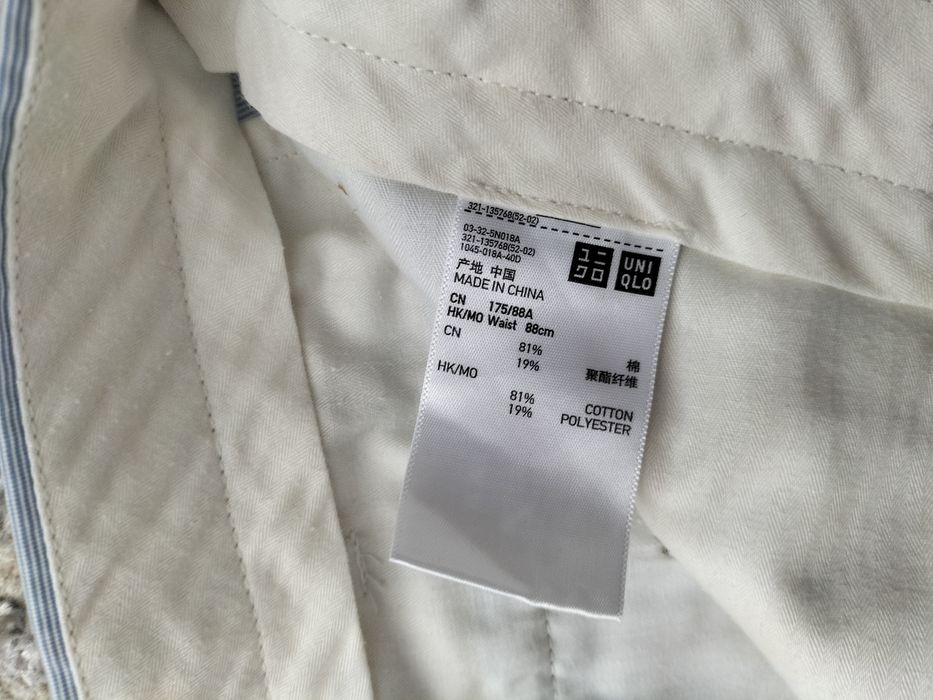 321-135768(52-02)
03-32-5N018A
321-135768(52-02)
1045-018A-40D
ユニ
クロ
UNI
QLO
产地 中国
MADE IN CHINA
CN 175/88A
HK/MO Waist 88cm
CN
81% 棉
19% 聚酯纤维
HK/MO
81% COTTON
19% POLYESTER